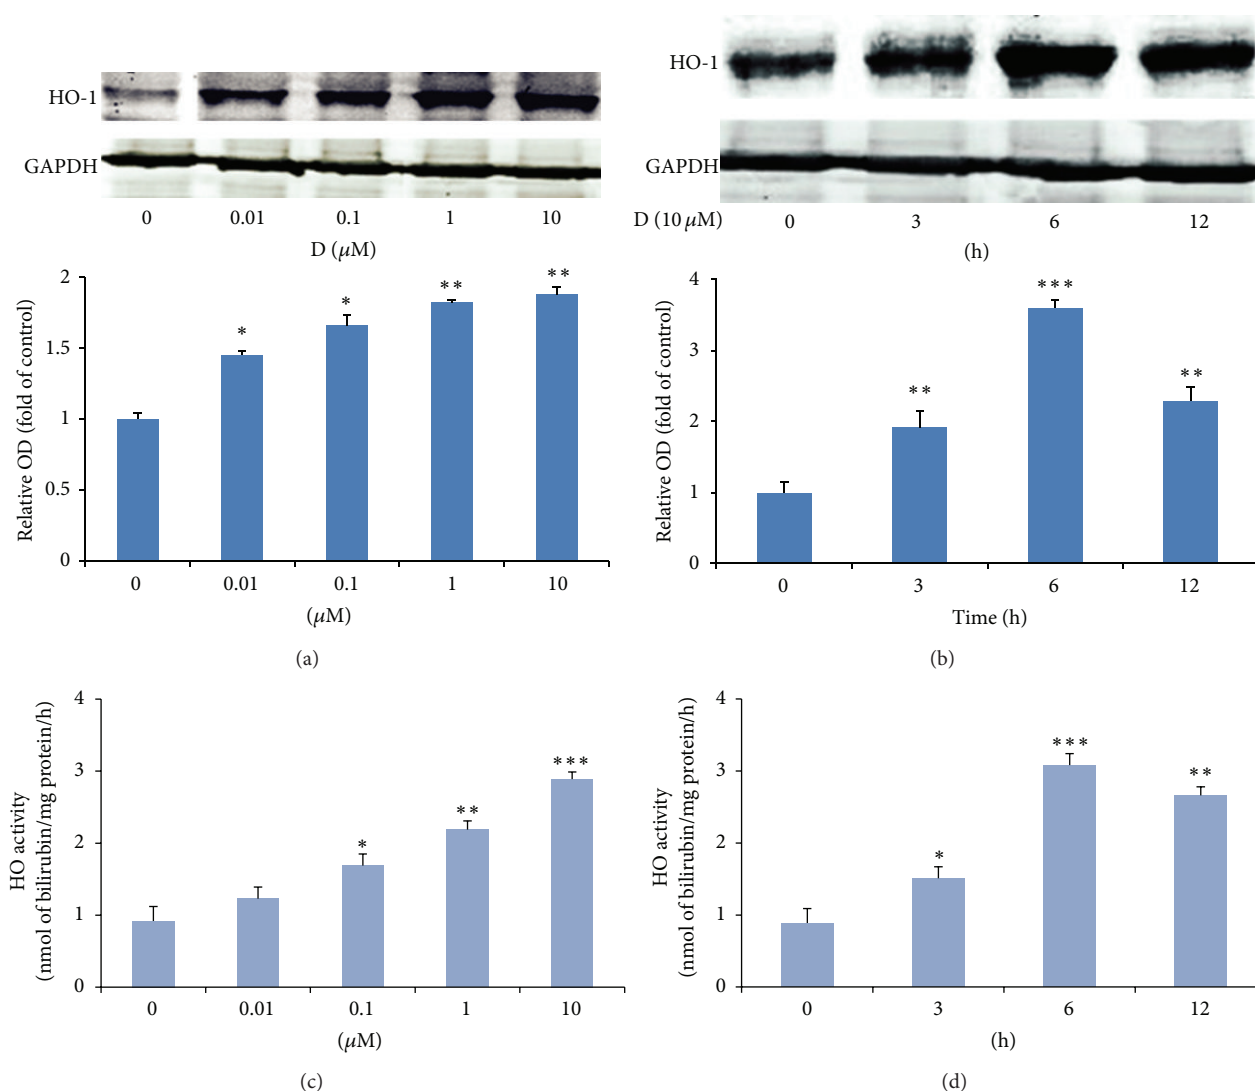 HO-1
GAPDH
0 0.01 0.1 1 10
D (μM)
Relative OD (fold of control)
2
1.5
1
0.5
0
* * ** **
0 0.01 0.1 1 10
(μM)
(a)
HO-1
GAPDH
D (10 μM) 0 3 6 12
(h)
Relative OD (fold of control)
4
3
2
1
0
** *** **
0 3 6 12
Time (h)
(b)
HO activity
(nmol of bilirubin/mg protein/h)
4
3
2
1
0
* ** ***
0 0.01 0.1 1 10
(μM)
(c)
HO activity
(nmol of bilirubin/mg protein/h)
4
3
2
1
0
* *** **
0 3 6 12
(h)
(d)